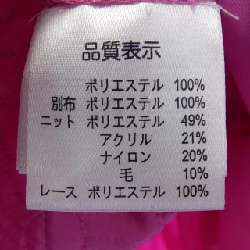 品質表示
ポリエステル 100%
別布 ポリエステル 100%
ニット ポリエステル 49%
アクリル 21%
ナイロン 20%
毛 10%
レース ポリエステル 100%